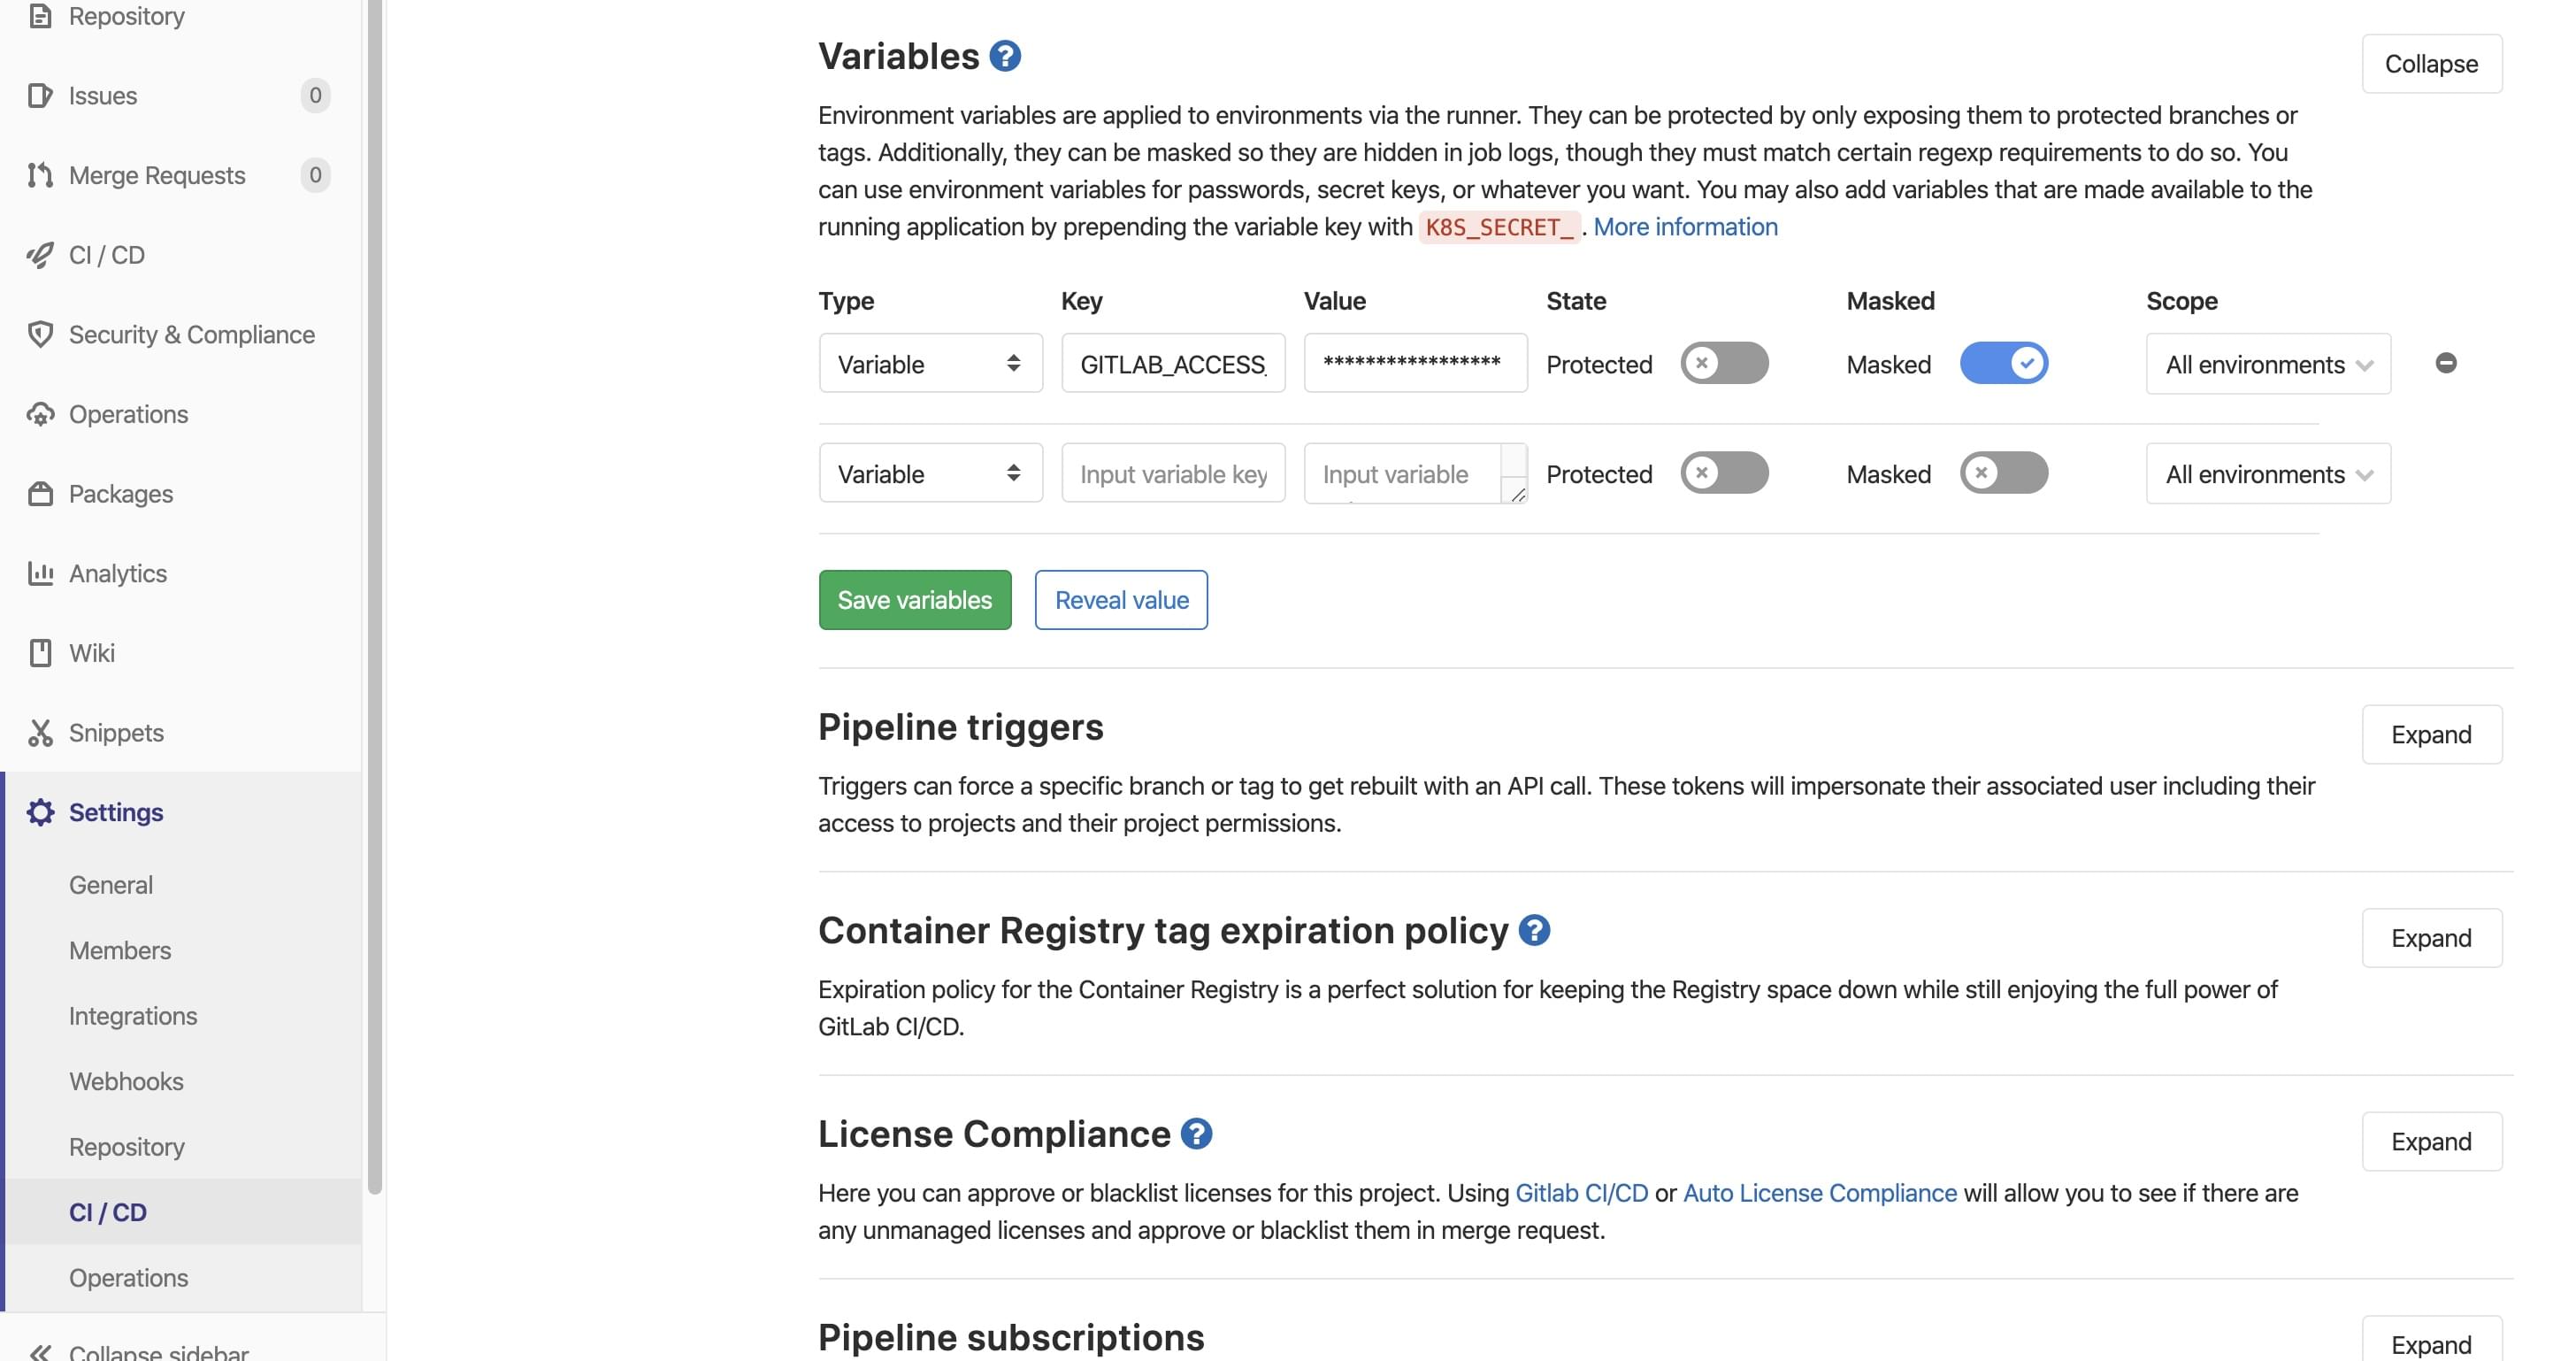 Repository
Issues 0
Merge Requests 0
CI / CD
Security & Compliance
Operations
Packages
Analytics
Wiki
Snippets
Settings
General
Members
Integrations
Webhooks
Repository
CI / CD
Operations
Collapse sidebar
Variables ?
Collapse
Environment variables are applied to environments via the runner. They can be protected by only exposing them to protected branches or
tags. Additionally, they can be masked so they are hidden in job logs, though they must match certain regexp requirements to do so. You
can use environment variables for passwords, secret keys, or whatever you want. You may also add variables that are made available to the
running application by prepending the variable key with K8S_SECRET_ . More information
Type Key Value State Masked Scope
Variable GITLAB_ACCESS_ ***************** Protected Masked All environments
Variable Input variable key Input variable Protected Masked All environments
Save variables Reveal value
Pipeline triggers
Expand
Triggers can force a specific branch or tag to get rebuilt with an API call. These tokens will impersonate their associated user including their
access to projects and their project permissions.
Container Registry tag expiration policy ?
Expand
Expiration policy for the Container Registry is a perfect solution for keeping the Registry space down while still enjoying the full power of
GitLab CI/CD.
License Compliance ?
Expand
Here you can approve or blacklist licenses for this project. Using Gitlab CI/CD or Auto License Compliance will allow you to see if there are
any unmanaged licenses and approve or blacklist them in merge request.
Pipeline subscriptions
Expand